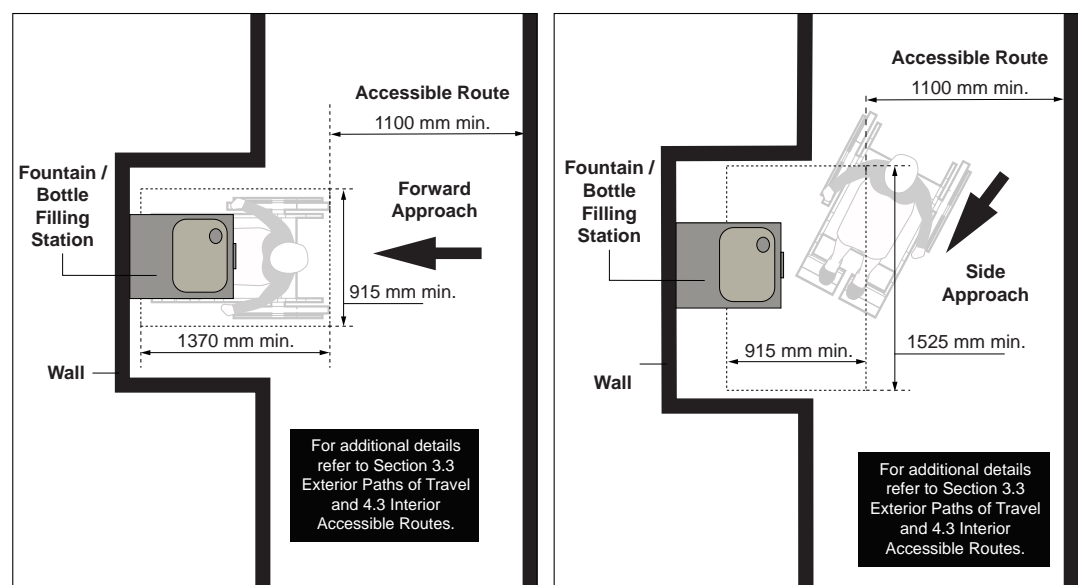 Accessible Route
1100 mm min.
Fountain /
Bottle
Filling
Station
Forward
Approach
915 mm min.
1370 mm min.
Wall
For additional details
refer to Section 3.3
Exterior Paths of Travel
and 4.3 Interior
Accessible Routes.
Accessible Route
1100 mm min.
Fountain /
Bottle
Filling
Station
Side
Approach
1525 mm min.
915 mm min.
Wall
For additional details
refer to Section 3.3
Exterior Paths of Travel
and 4.3 Interior
Accessible Routes.